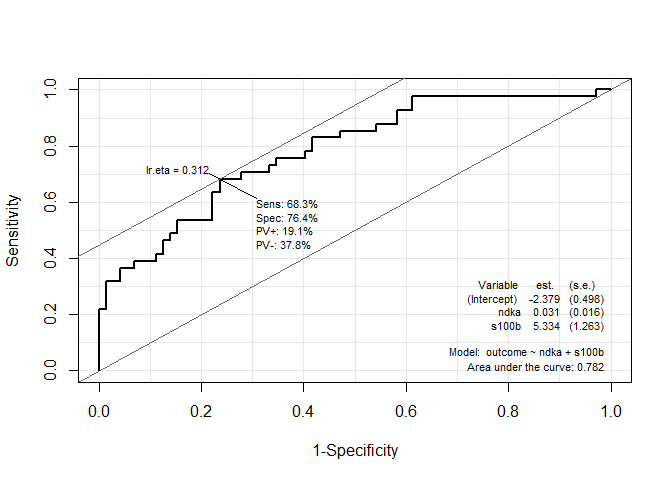 lr.eta = 0.312
Sens: 68.3%
Spec: 76.4%
PV+: 19.1%
PV-: 37.8%
Variable est. (s.e.)
(Intercept) -2.379 (0.498)
ndka 0.031 (0.016)
s100b 5.334 (1.263)
Model: outcome ~ ndka + s100b
Area under the curve: 0.782
Sensitivity
1.0
0.8
0.6
0.4
0.2
0.0
0.0 0.2 0.4 0.6 0.8 1.0
1-Specificity